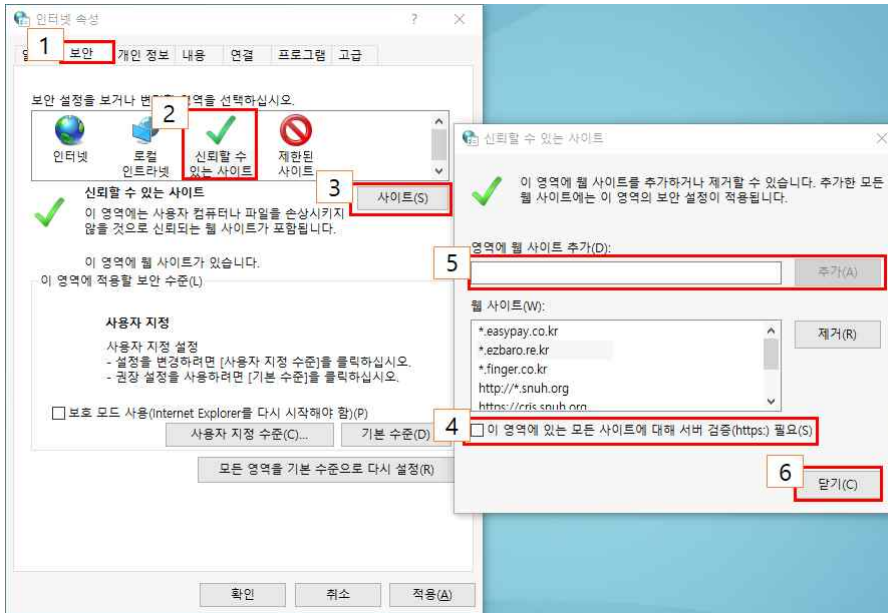 인터넷 속성
1
보안
개인 정보
내용
연결
프로그램
고급
보안 설정을 보거나
영역을 선택하십시오.
2
인터넷
로컬
인트라넷
신뢰할 수
있는 사이트
제한된
사이트
신뢰할 수 있는 사이트
3
사이트(S)
이 영역에는 사용자 컴퓨터나 파일을 손상시키지
않을 것으로 신뢰되는 웹 사이트가 포함됩니다.
이 영역에 웹 사이트가 있습니다.
이 영역에 적용할 보안 수준(L)
사용자 지정
사용자 지정 설정
- 설정을 변경하려면 [사용자 지정 수준]을 클릭하십시오.
- 권장 설정을 사용하려면 [기본 수준]을 클릭하십시오.
보호 모드 사용(Internet Explorer를 다시 시작해야 함)(P)
사용자 지정 수준(C)...
기본 수준(D)
모든 영역을 기본 수준으로 다시 설정(R)
확인
취소
적용(A)
신뢰할 수 있는 사이트
이 영역에 웹 사이트를 추가하거나 제거할 수 있습니다. 추가한 모든
웹 사이트에는 이 영역의 보안 설정이 적용됩니다.
영역에 웹 사이트 추가(D):
5
추가(A)
웹 사이트(W):
*.easypay.co.kr
*.ezbaro.re.kr
*.finger.co.kr
http://*.snuh.org
https://cris.snuh.org
제거(R)
4
이 영역에 있는 모든 사이트에 대해 서버 검증(https:) 필요(S)
6
닫기(C)